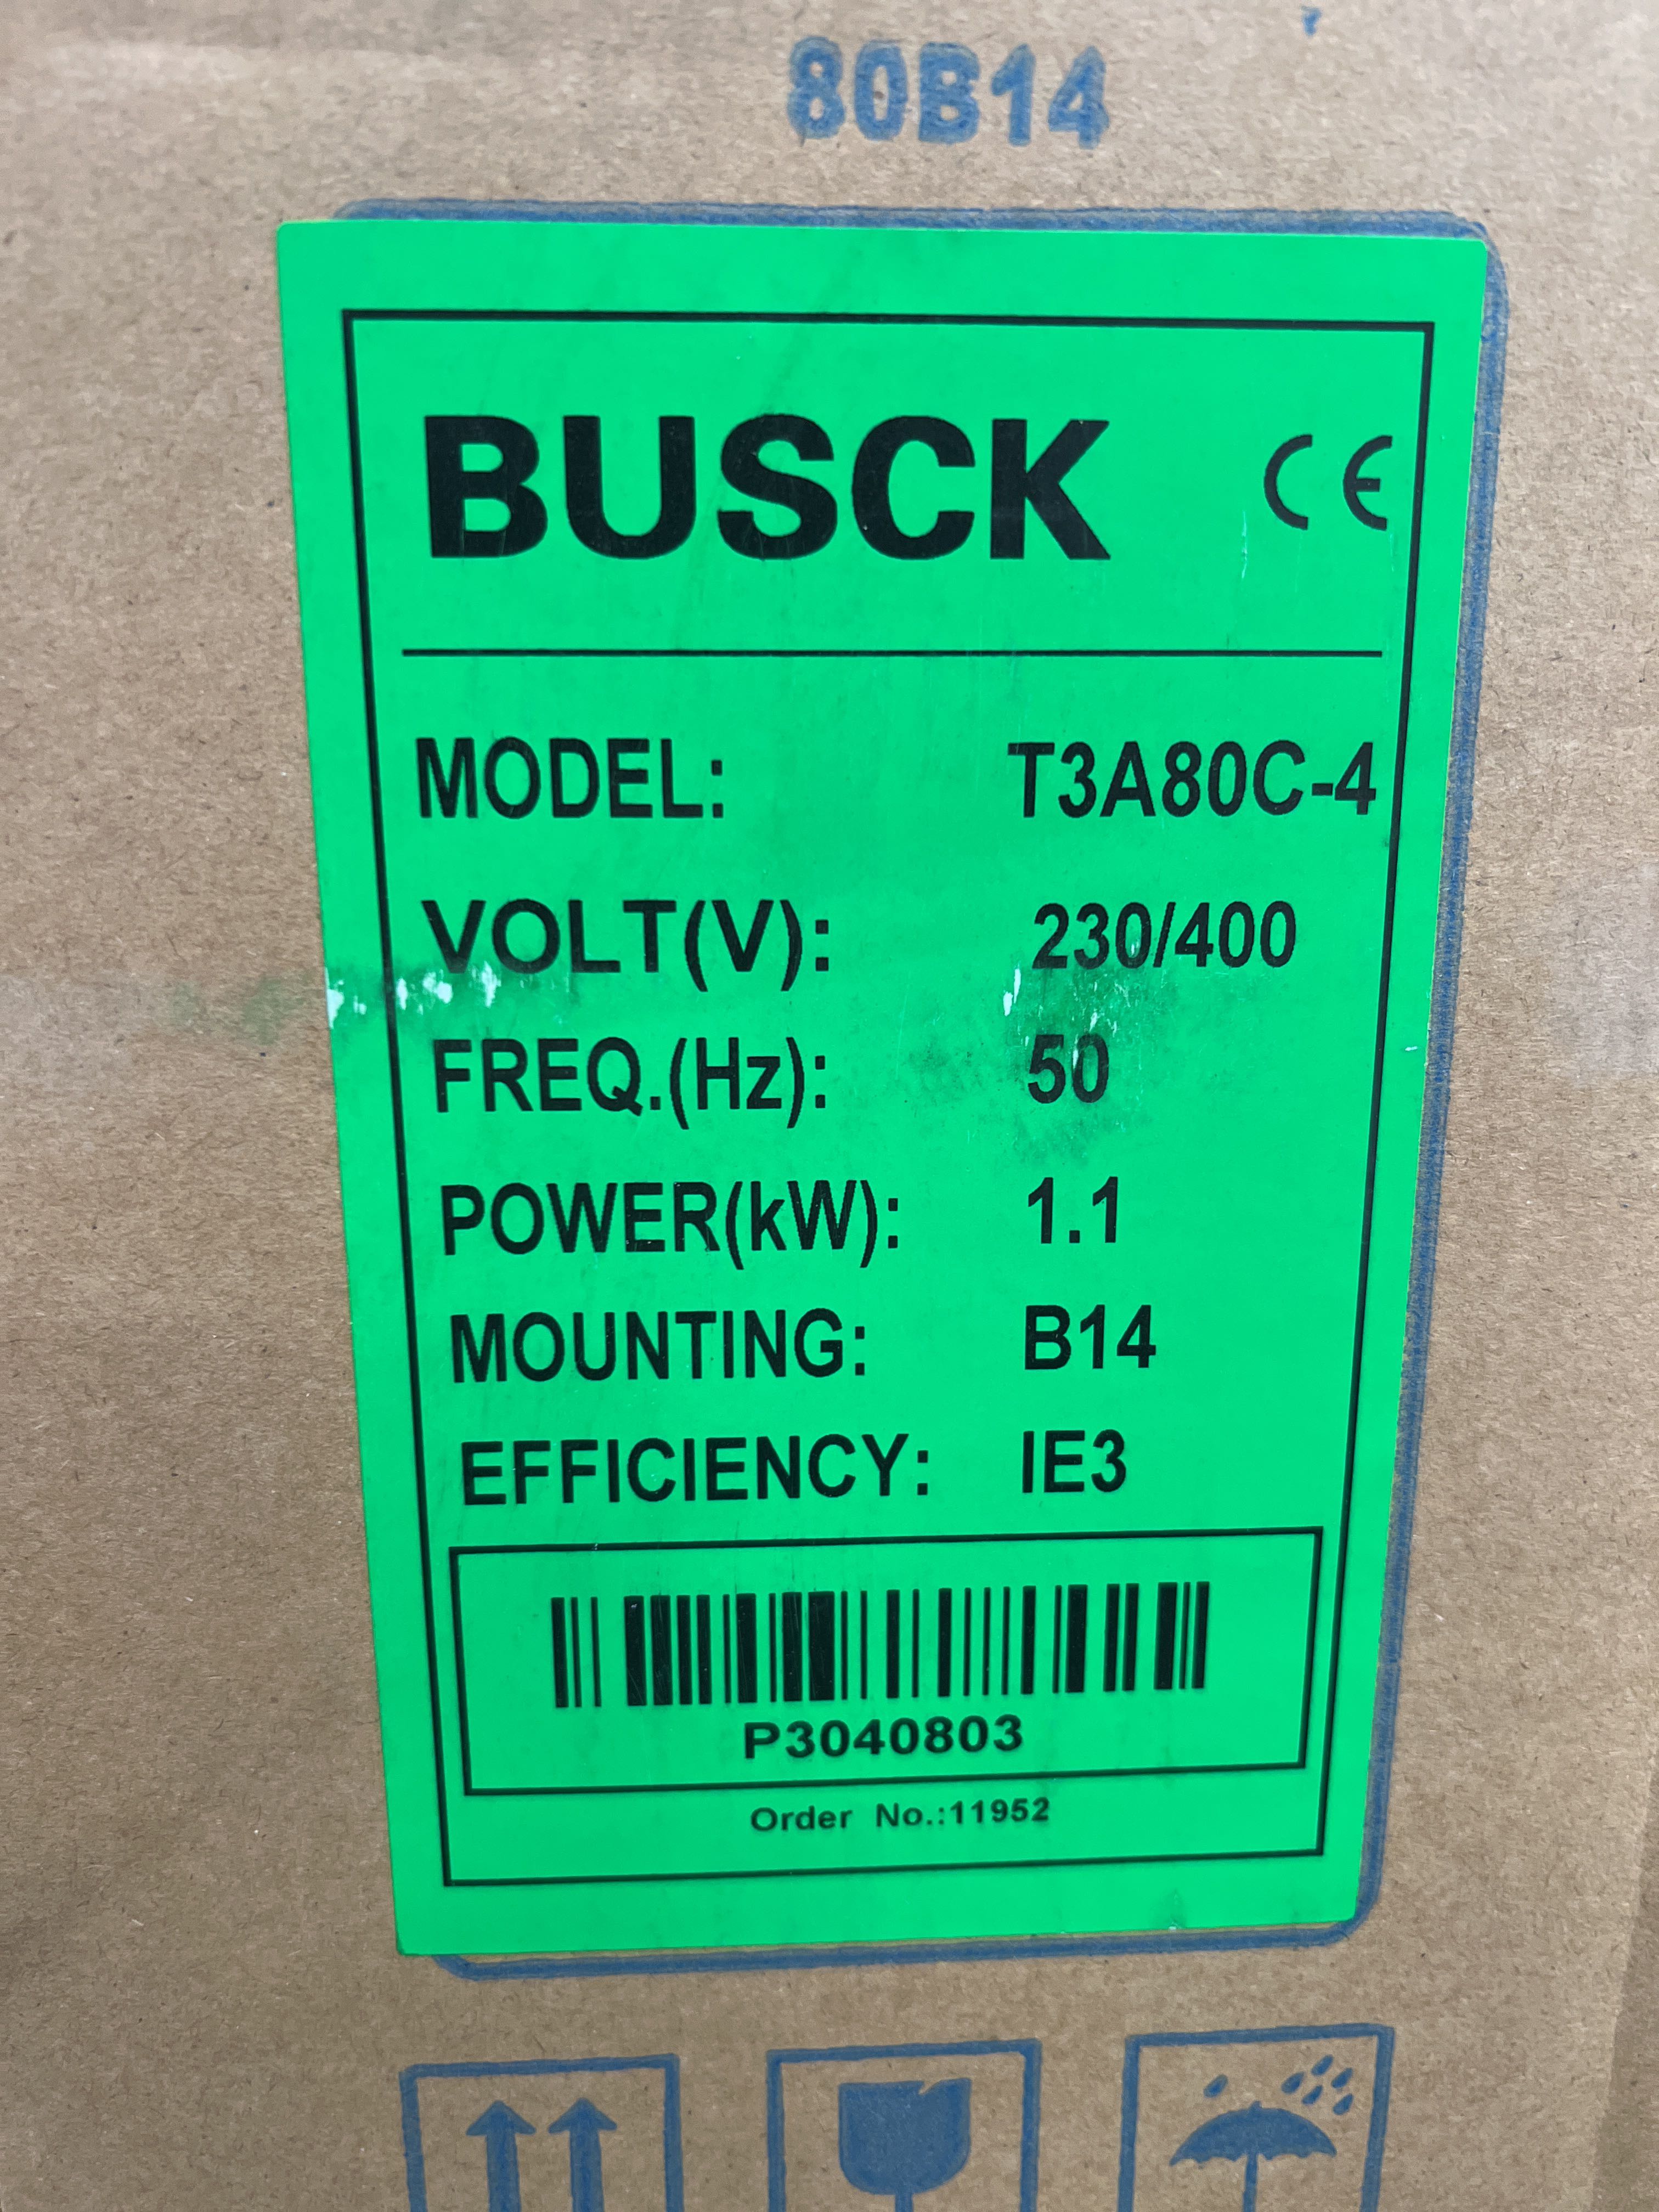 80B14
BUSCK CE
MODEL: T3A80C-4
VOLT(V): 230/400
FREQ.(Hz): 50
POWER(kW): 1.1
MOUNTING: B14
EFFICIENCY: IE3
P3040803
Order No.:11952